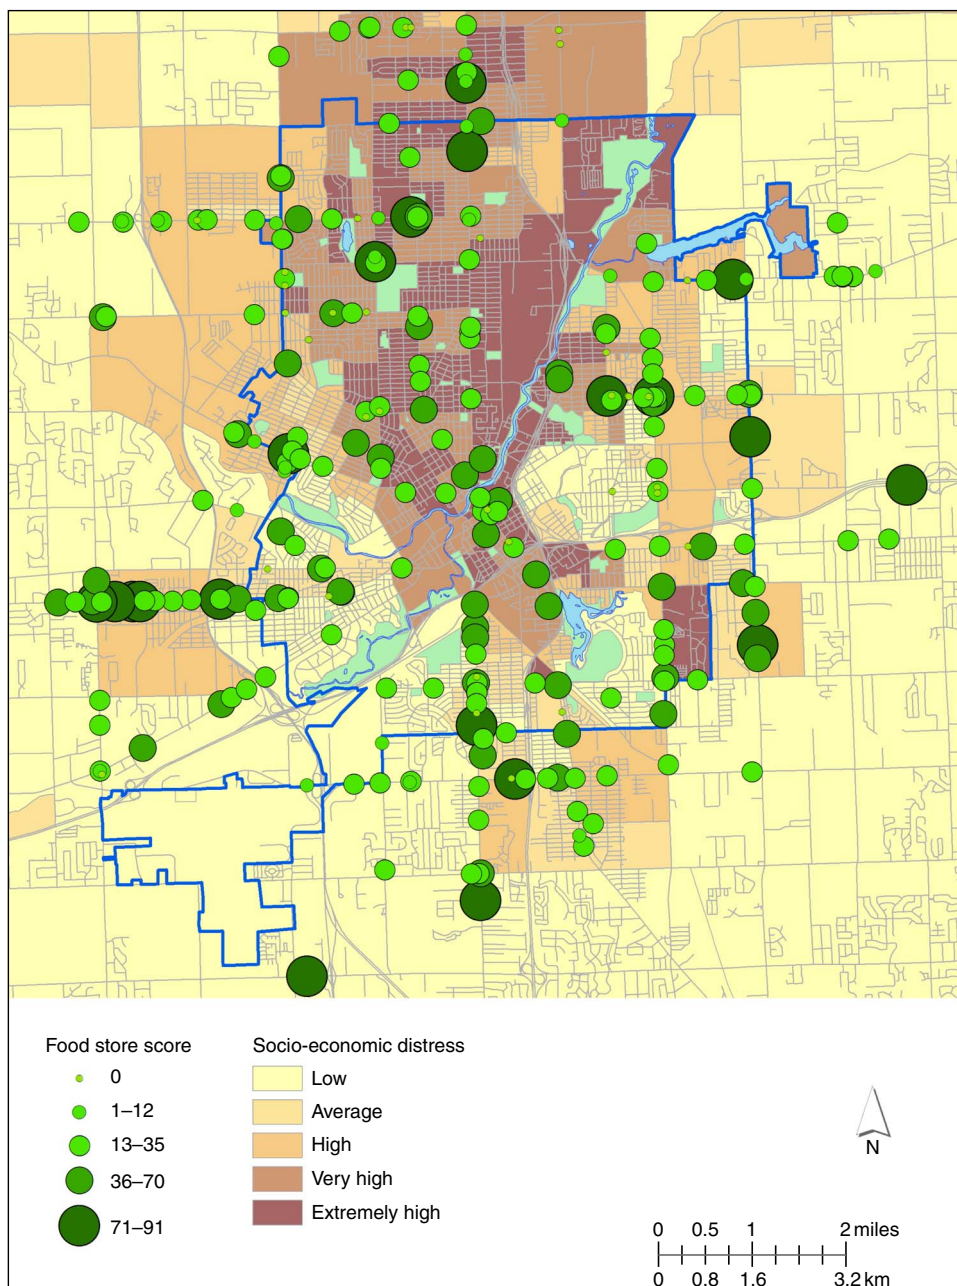 Food store score
0
1–12
13–35
36–70
71–91
Socio-economic distress
Low
Average
High
Very high
Extremely high
N
0 0.5 1 2 miles
0 0.8 1.6 3.2 km